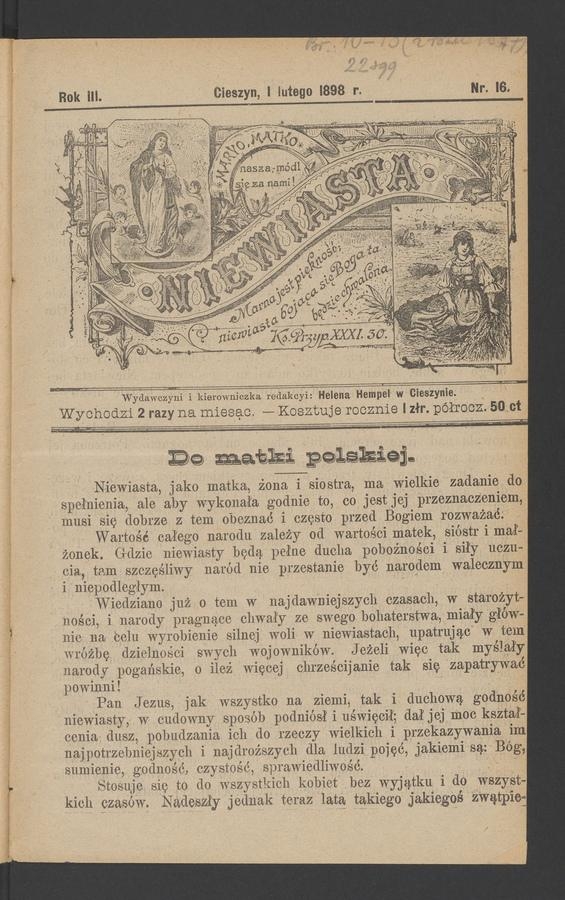 22899
Rok III.
Cieszyn, 1 lutego 1898 r.
Nr. 16.
MARYO, MATKO
nasza, módl
się za nami!
NIEWIASTA
Marna jest piękność;
niewiasta bojąca się Boga ta
będzie chwalona.
Ks. Przyp. XXXI. 30.
Wydawczyni i kierowniczka redakcyi: Helena Hempel w Cieszynie.
Wychodzi 2 razy na miesąc. — Kosztuje rocznie 1 złr. półrocz. 50 ct
Do matki polskiej.
Niewiasta, jako matka, żona i siostra, ma wielkie zadanie do
spełnienia, ale aby wykonała godnie to, co jest jej przeznaczeniem,
musi się dobrze z tem obeznać i często przed Bogiem rozważać.
Wartość całego narodu zależy od wartości matek, sióstr i mał-
żonek. Gdzie niewiasty będą pełne ducha pobożności i siły uczu-
cia, tam szczęśliwy naród nie przestanie być narodem walecznym
i niepodległym.
Wiedziano już o tem w najdawniejszych czasach, w starożyt-
ności, i narody pragnące chwały ze swego bohaterstwa, miały głów-
nie na celu wyrobienie silnej woli w niewiastach, upatrując w tem
wróżbę dzielności swych wojowników. Jeżeli więc tak myślały
narody pogańskie, o ileż więcej chrześcijanie tak się zapatrywać
powinni!
Pan Jezus, jak wszystko na ziemi, tak i duchową godność
niewiasty, w cudowny sposób podniósł i uświęcił; dał jej moc kształ-
cenia dusz, pobudzania ich do rzeczy wielkich i przekazywania im
najpotrzebniejszych i najdroższych dla ludzi pojęć, jakiemi są: Bóg,
sumienie, godność, czystość, sprawiedliwość.
Stosuje się to do wszystkich kobiet bez wyjątku i do wszyst-
kich czasów. Nadeszły jednak teraz lata takiego jakiegoś zwątpie-